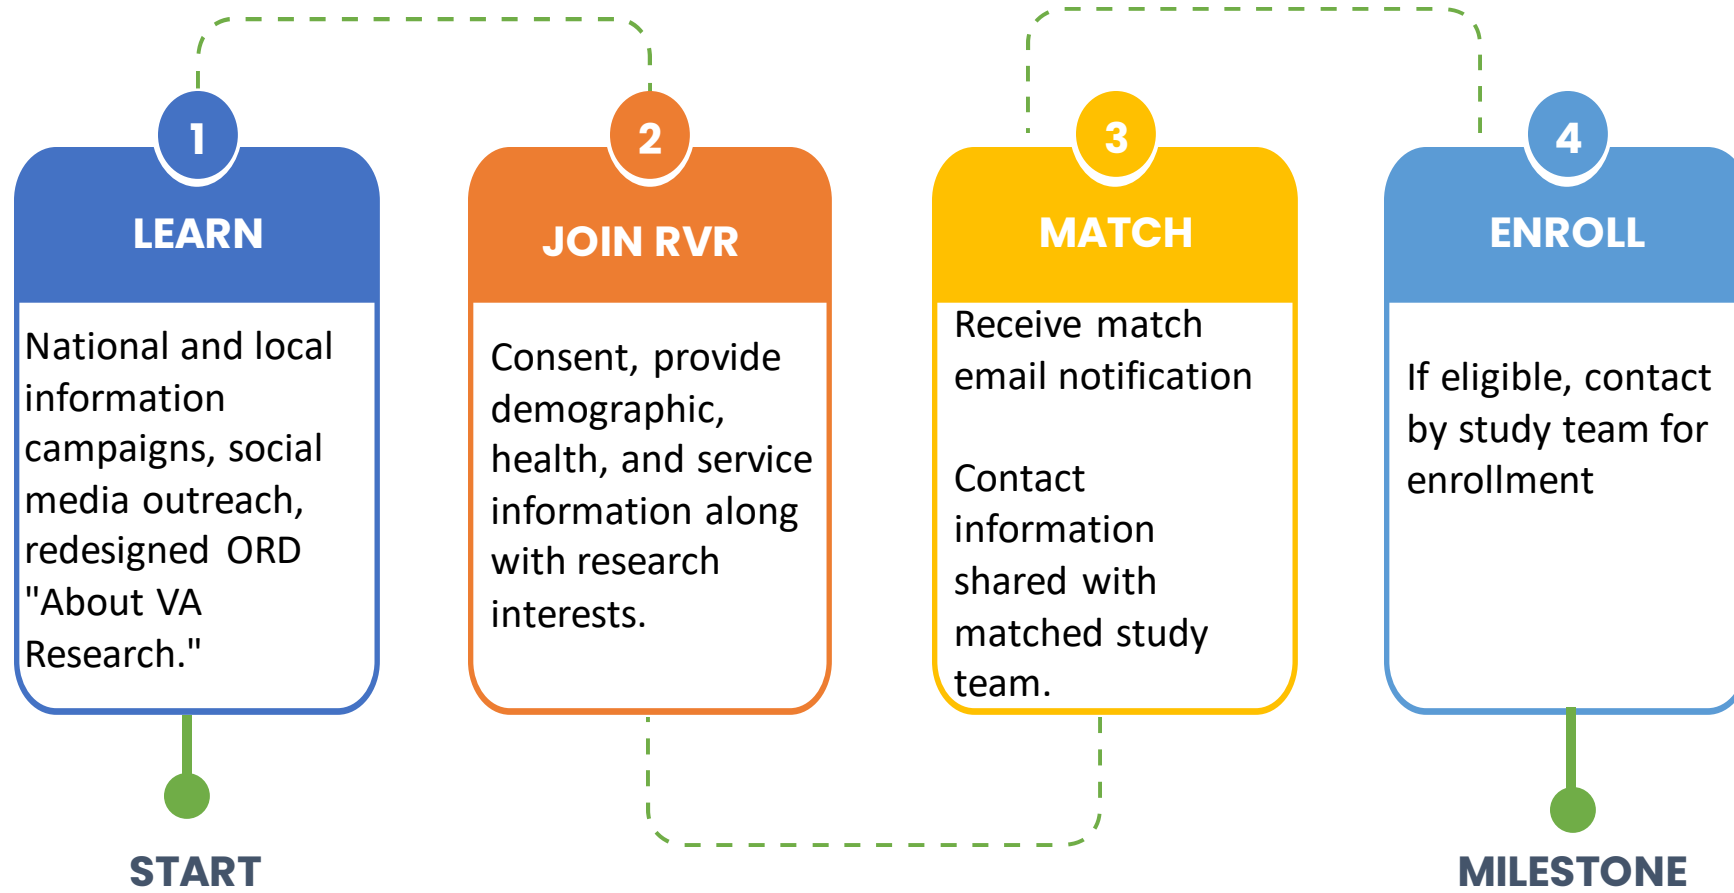 1
LEARN
National and local
information
campaigns, social
media outreach,
redesigned ORD
"About VA
Research."
START
2
JOIN RVR
Consent, provide
demographic,
health, and service
information along
with research
interests.
3
MATCH
Receive match
email notification
Contact
information
shared with
matched study
team.
4
ENROLL
If eligible, contact
by study team for
enrollment
MILESTONE